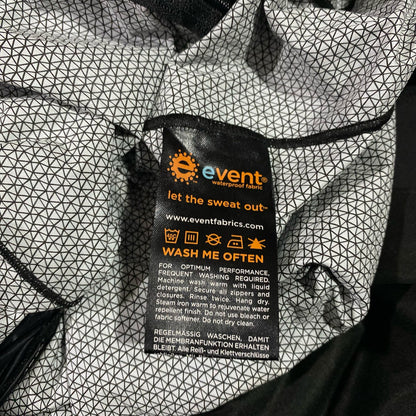 event®
waterproof fabric
let the sweat out™
www.eventfabrics.com
WASH ME OFTEN
FOR OPTIMUM PERFORMANCE,
FREQUENT WASHING REQUIRED.
Machine wash warm with liquid
detergent. Secure all zippers and
closures. Rinse twice. Hang dry.
Steam iron warm to rejuvenate water
repellent finish. Do not use bleach or
fabric softener. Do not dry clean.
REGELMÄSSIG WASCHEN, DAMIT
DIE MEMBRANFUNKTION ERHALTEN
BLEIBT. Alle Reiß- und Klettverschlüsse